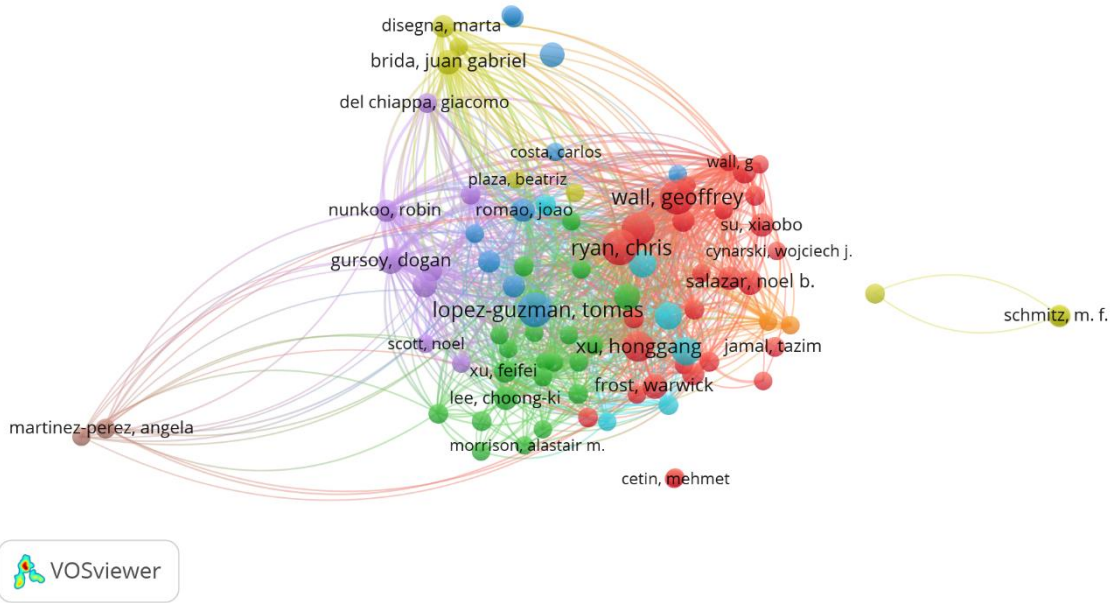 disegna, marta
brida, juan gabriel
del chiappa, giacomo
costa, carlos
wall, g
plaza, beatriz
wall, geoffrey
nunkoo, robin
romao, joao
su, xiaobo
ryan, chris
cynarski, wojciech j.
gursoy, dogan
salazar, noel b.
lopez-guzman, tomas
schmitz, m. f.
scott, noel
xu, honggang
jamal, tazim
xu, feifei
frost, warwick
lee, choong-ki
martinez-perez, angela
morrison, alastair m.
cetin, mehmet
VOSviewer